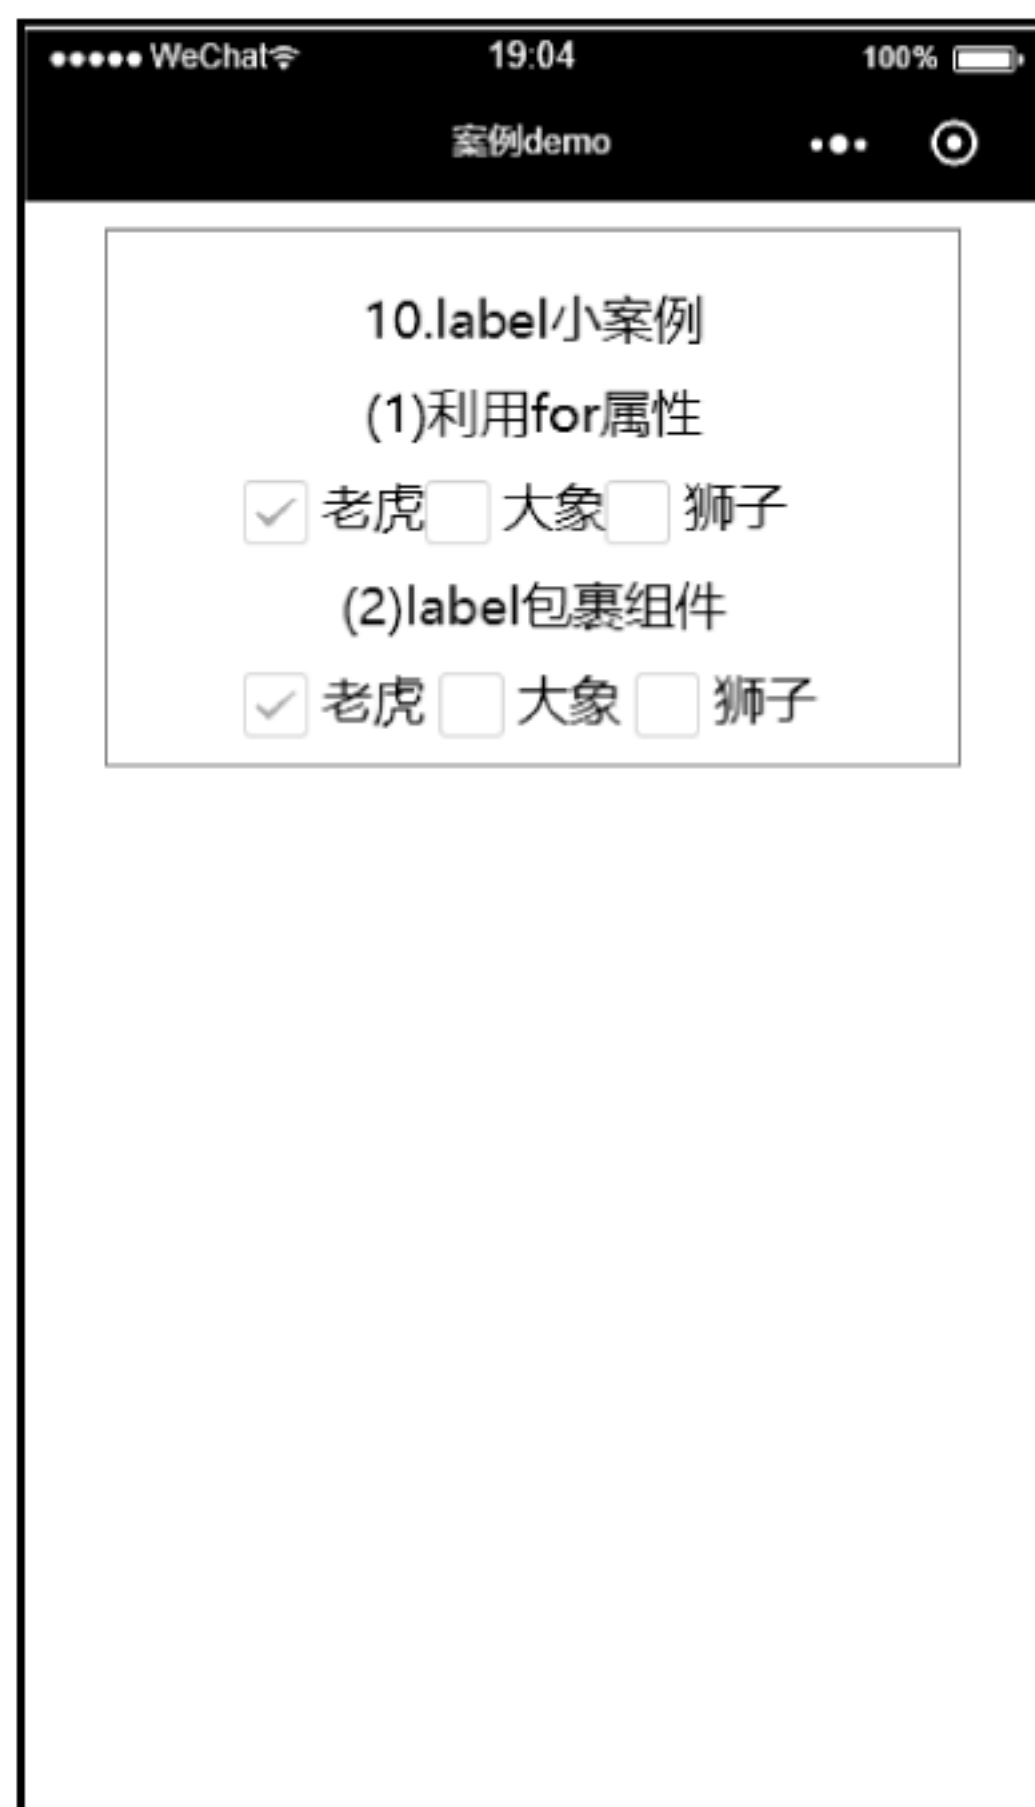 WeChat 19:04 100%
案例demo
10.label小案例
(1)利用for属性
老虎 大象 狮子
(2)label包裹组件
老虎 大象 狮子